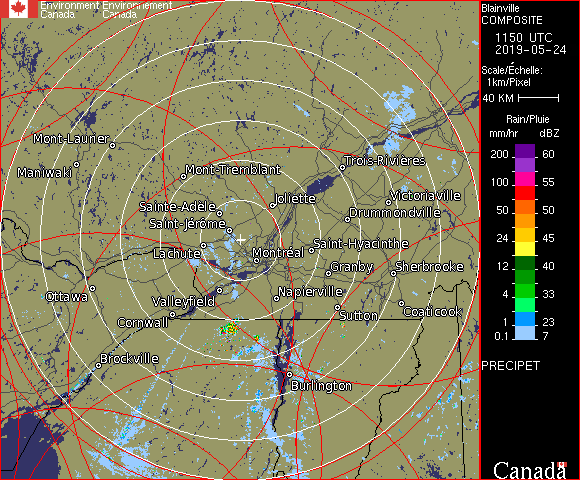 Environment Environnement
Canada Canada
Blainville
COMPOSITE
1150 UTC
2019-05-24
Scale/Échelle:
1km/Pixel
40 KM
Rain/Pluie
mm/hr dBZ
200 60
100 55
50 50
24 45
12 40
4 33
1 30
0.1 23
7
PRECIPET
Canada
Mont-Laurier
Maniwaki
Mont-Tremblant
Trois-Rivières
Sainte-Adèle
Joliette
Victoriaville
Drummondville
Saint-Jérôme
Lachute
Montréal
Saint-Hyacinthe
Granby
Sherbrooke
Ottawa
Valleyfield
Napierville
Cornwall
Sutton
Coaticook
Brockville
Burlington